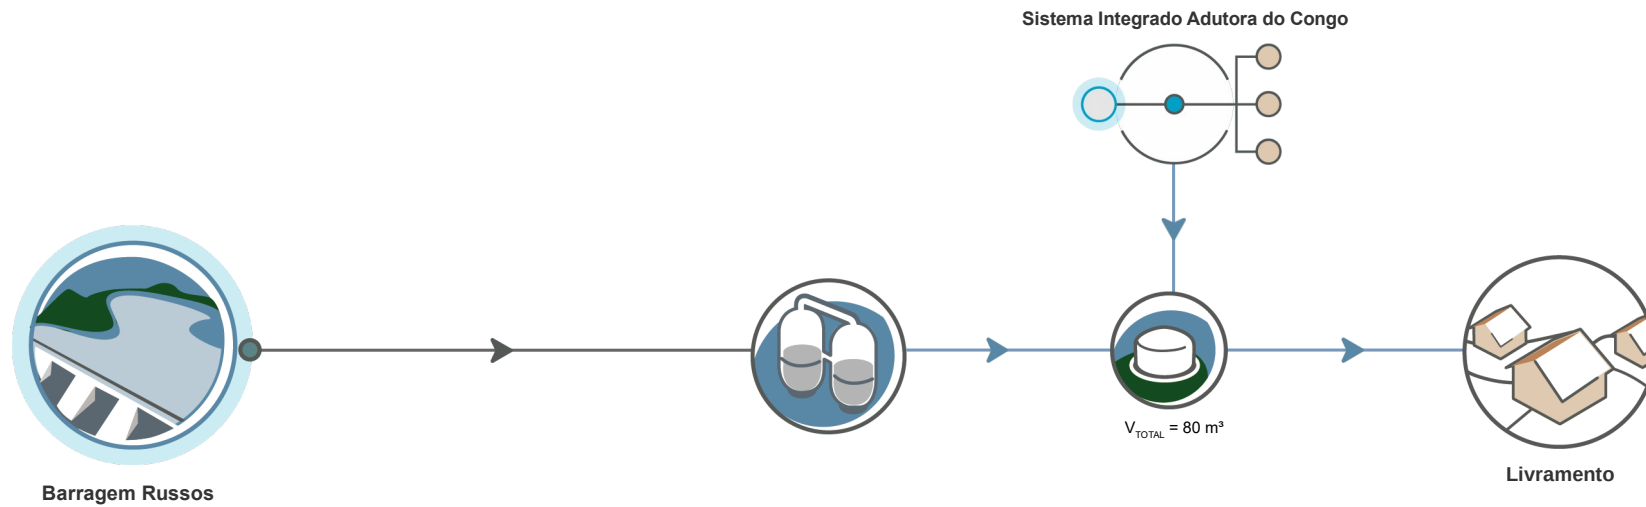 Sistema Integrado Adutora do Congo
V_TOTAL = 80 m³
Livramento
Barragem Russos